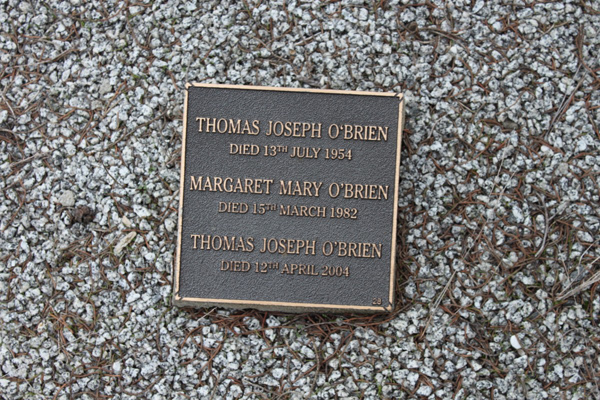 THOMAS JOSEPH O‘BRIEN
DIED 13TH JULY 1954
MARGARET MARY O’BRIEN
DIED 15TH MARCH 1982
THOMAS JOSEPH O’BRIEN
DIED 12TH APRIL 2004